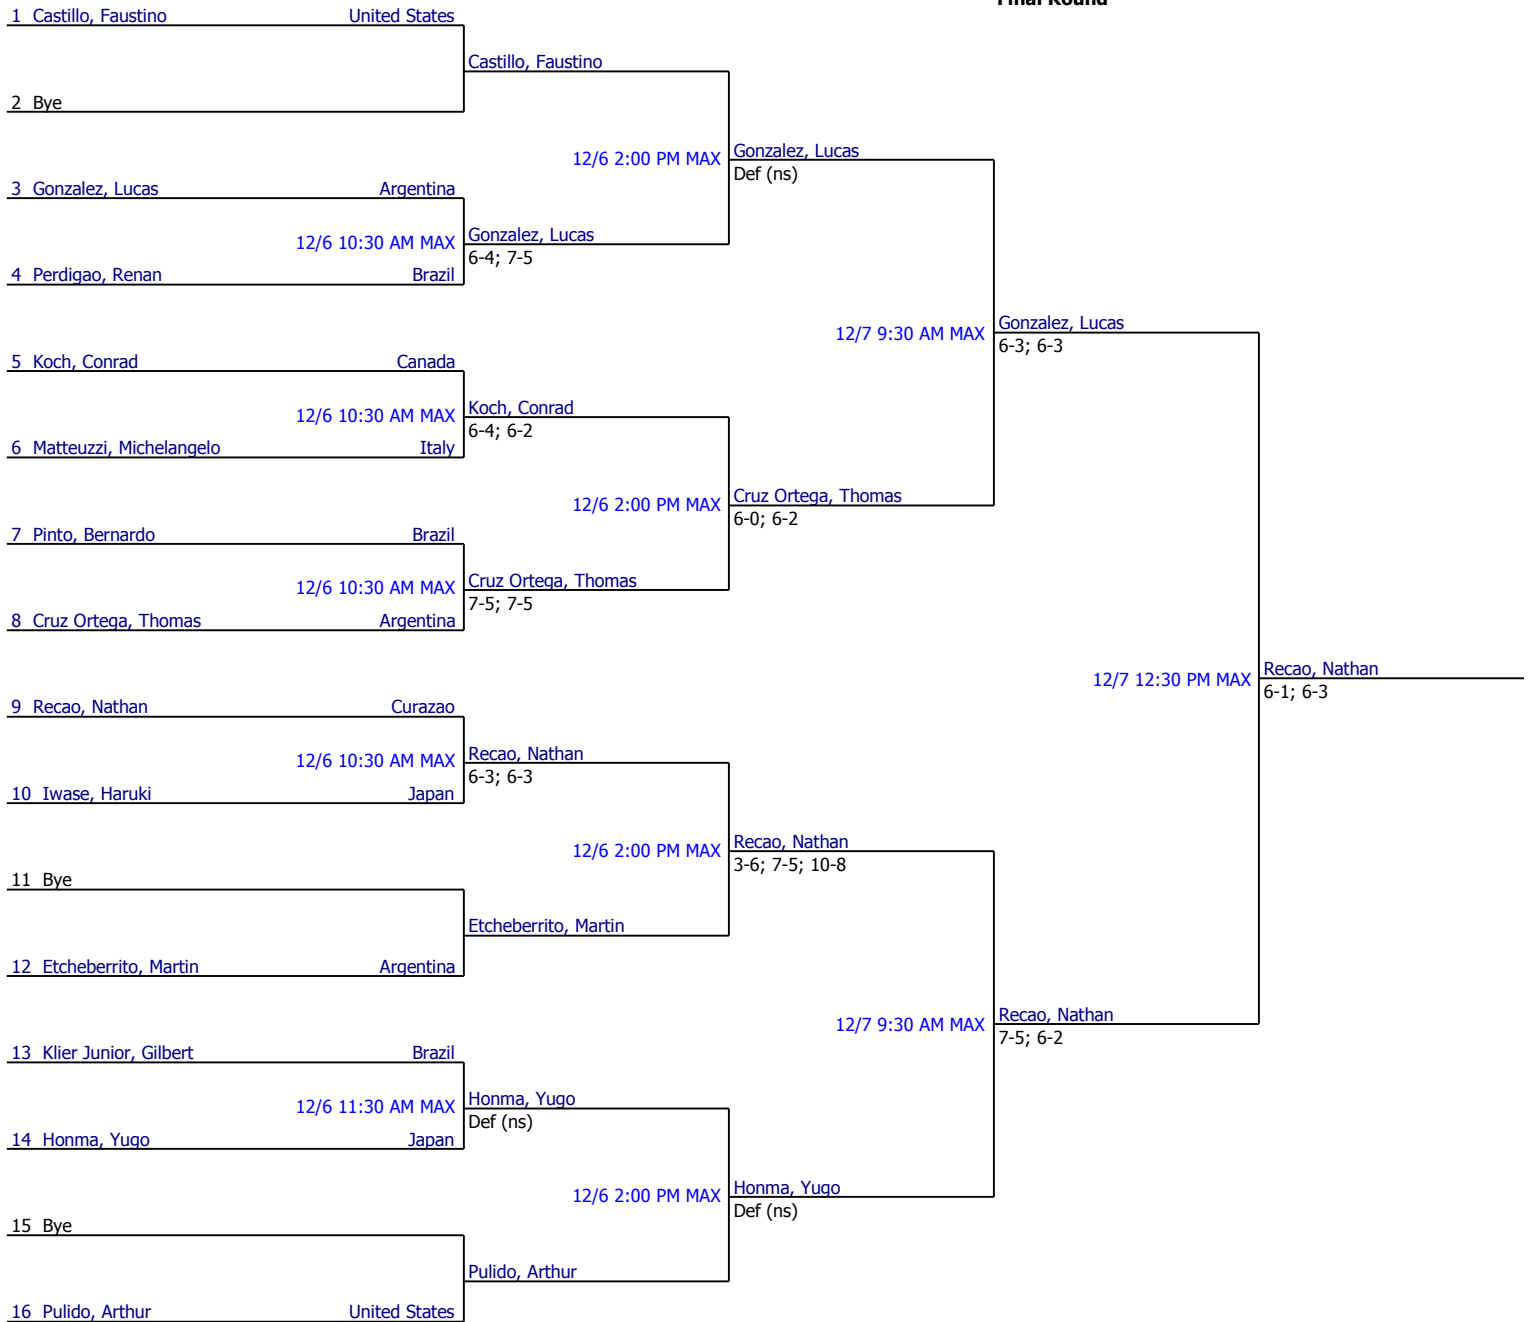 Final Round
1 Castillo, Faustino United States
Castillo, Faustino
2 Bye
12/6 2:00 PM MAX Gonzalez, Lucas
Def (ns)
3 Gonzalez, Lucas Argentina
12/6 10:30 AM MAX Gonzalez, Lucas
6-4; 7-5
4 Perdigao, Renan Brazil
12/7 9:30 AM MAX Gonzalez, Lucas
6-3; 6-3
5 Koch, Conrad Canada
12/6 10:30 AM MAX Koch, Conrad
6-4; 6-2
6 Matteuzzi, Michelangelo Italy
12/6 2:00 PM MAX Cruz Ortega, Thomas
6-0; 6-2
7 Pinto, Bernardo Brazil
12/6 10:30 AM MAX Cruz Ortega, Thomas
7-5; 7-5
8 Cruz Ortega, Thomas Argentina
12/7 12:30 PM MAX Recao, Nathan
6-1; 6-3
9 Recao, Nathan Curazao
12/6 10:30 AM MAX Recao, Nathan
6-3; 6-3
10 Iwase, Haruki Japan
12/6 2:00 PM MAX Recao, Nathan
3-6; 7-5; 10-8
11 Bye
Etcheberrito, Martin
12 Etcheberrito, Martin Argentina
12/7 9:30 AM MAX Recao, Nathan
7-5; 6-2
13 Klier Junior, Gilbert Brazil
12/6 11:30 AM MAX Honma, Yugo
Def (ns)
14 Honma, Yugo Japan
12/6 2:00 PM MAX Honma, Yugo
Def (ns)
15 Bye
Pulido, Arthur
16 Pulido, Arthur United States